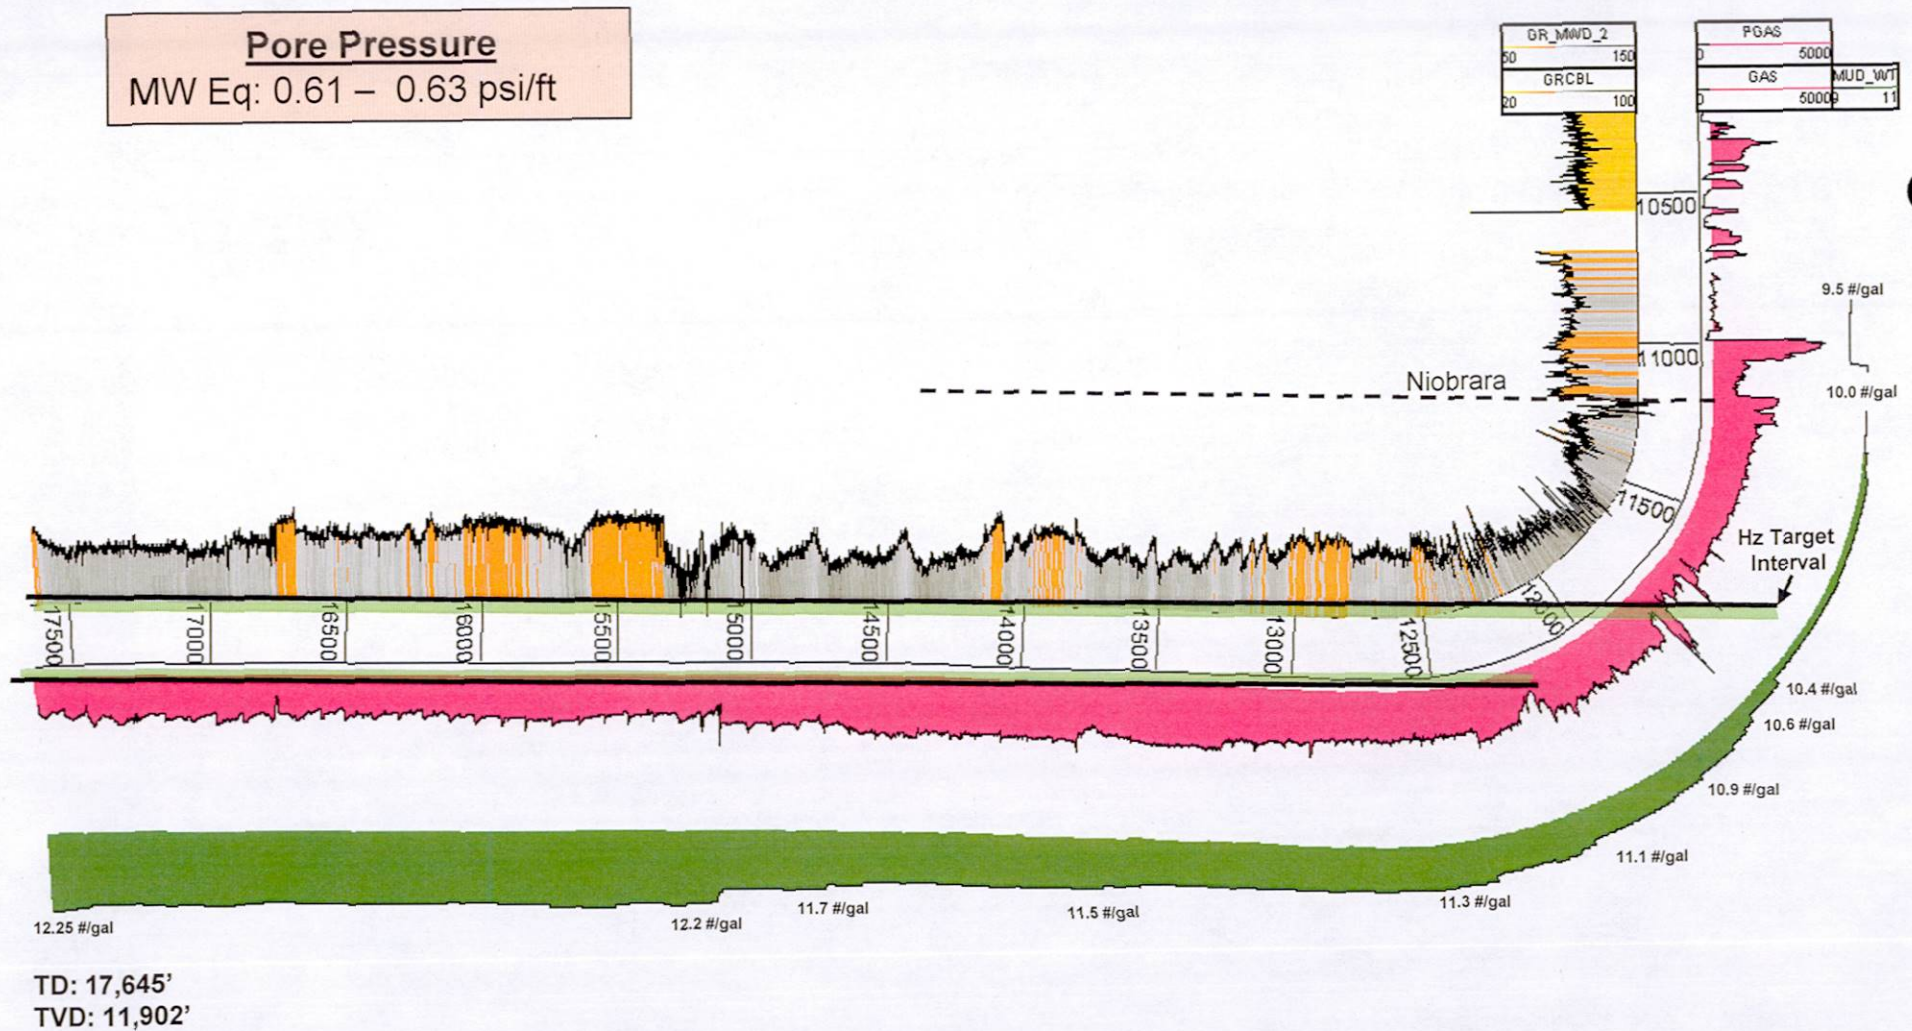 Pore Pressure
MW Eq: 0.61 – 0.63 psi/ft
GR_MWD_2
50 150
GRCBL
20 100
PGAS
0 5000
GAS
0 5000
MUD_WT
9 11
10500
9.5 #/gal
11000
Niobrara
10.0 #/gal
11500
Hz Target
Interval
12000
17500
17000
16500
16000
15500
15000
14500
14000
13500
13000
12500
10.4 #/gal
10.6 #/gal
10.9 #/gal
11.1 #/gal
11.3 #/gal
11.5 #/gal
11.7 #/gal
12.2 #/gal
12.25 #/gal
TD: 17,645’
TVD: 11,902’